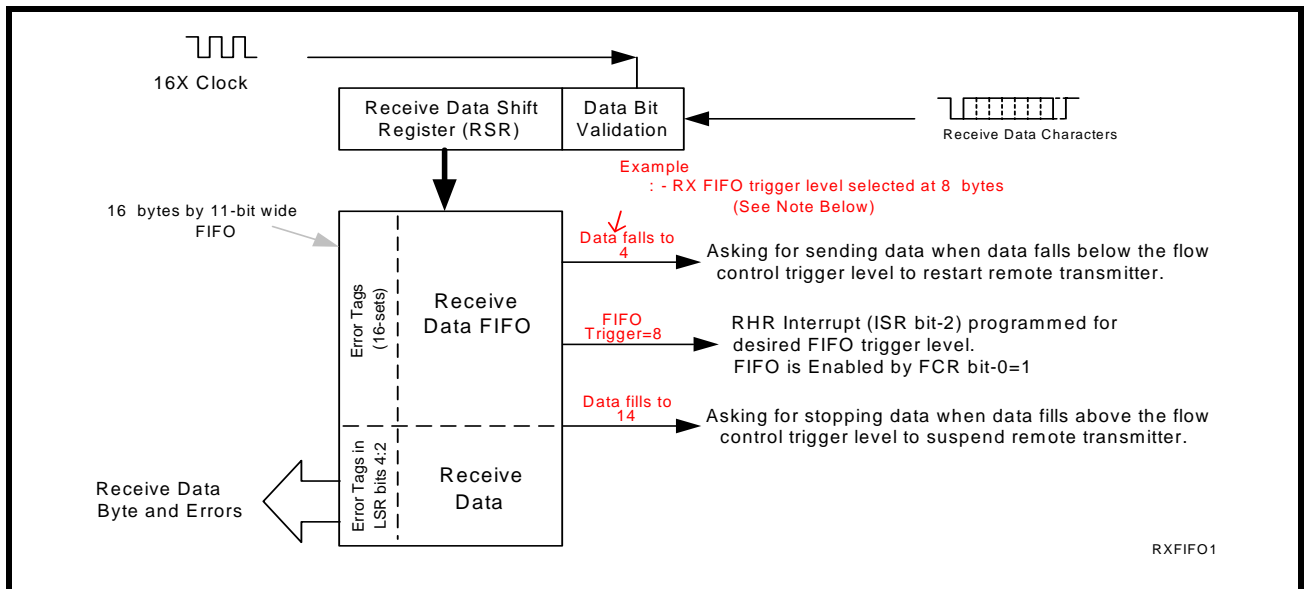 16X Clock
Receive Data Shift
Register (RSR)
Data Bit
Validation
Receive Data Characters
Example
: - RX FIFO trigger level selected at 8 bytes
(See Note Below)
16 bytes by 11-bit wide
FIFO
Error Tags
(16-sets)
Receive
Data FIFO
Data falls to
4
Asking for sending data when data falls below the flow
control trigger level to restart remote transmitter.
FIFO
Trigger=8
RHR Interrupt (ISR bit-2) programmed for
desired FIFO trigger level.
FIFO is Enabled by FCR bit-0=1
Data fills to
14
Asking for stopping data when data fills above the flow
control trigger level to suspend remote transmitter.
Error Tags in
LSR bits 4:2
Receive
Data
Receive Data
Byte and Errors
RXFIFO1